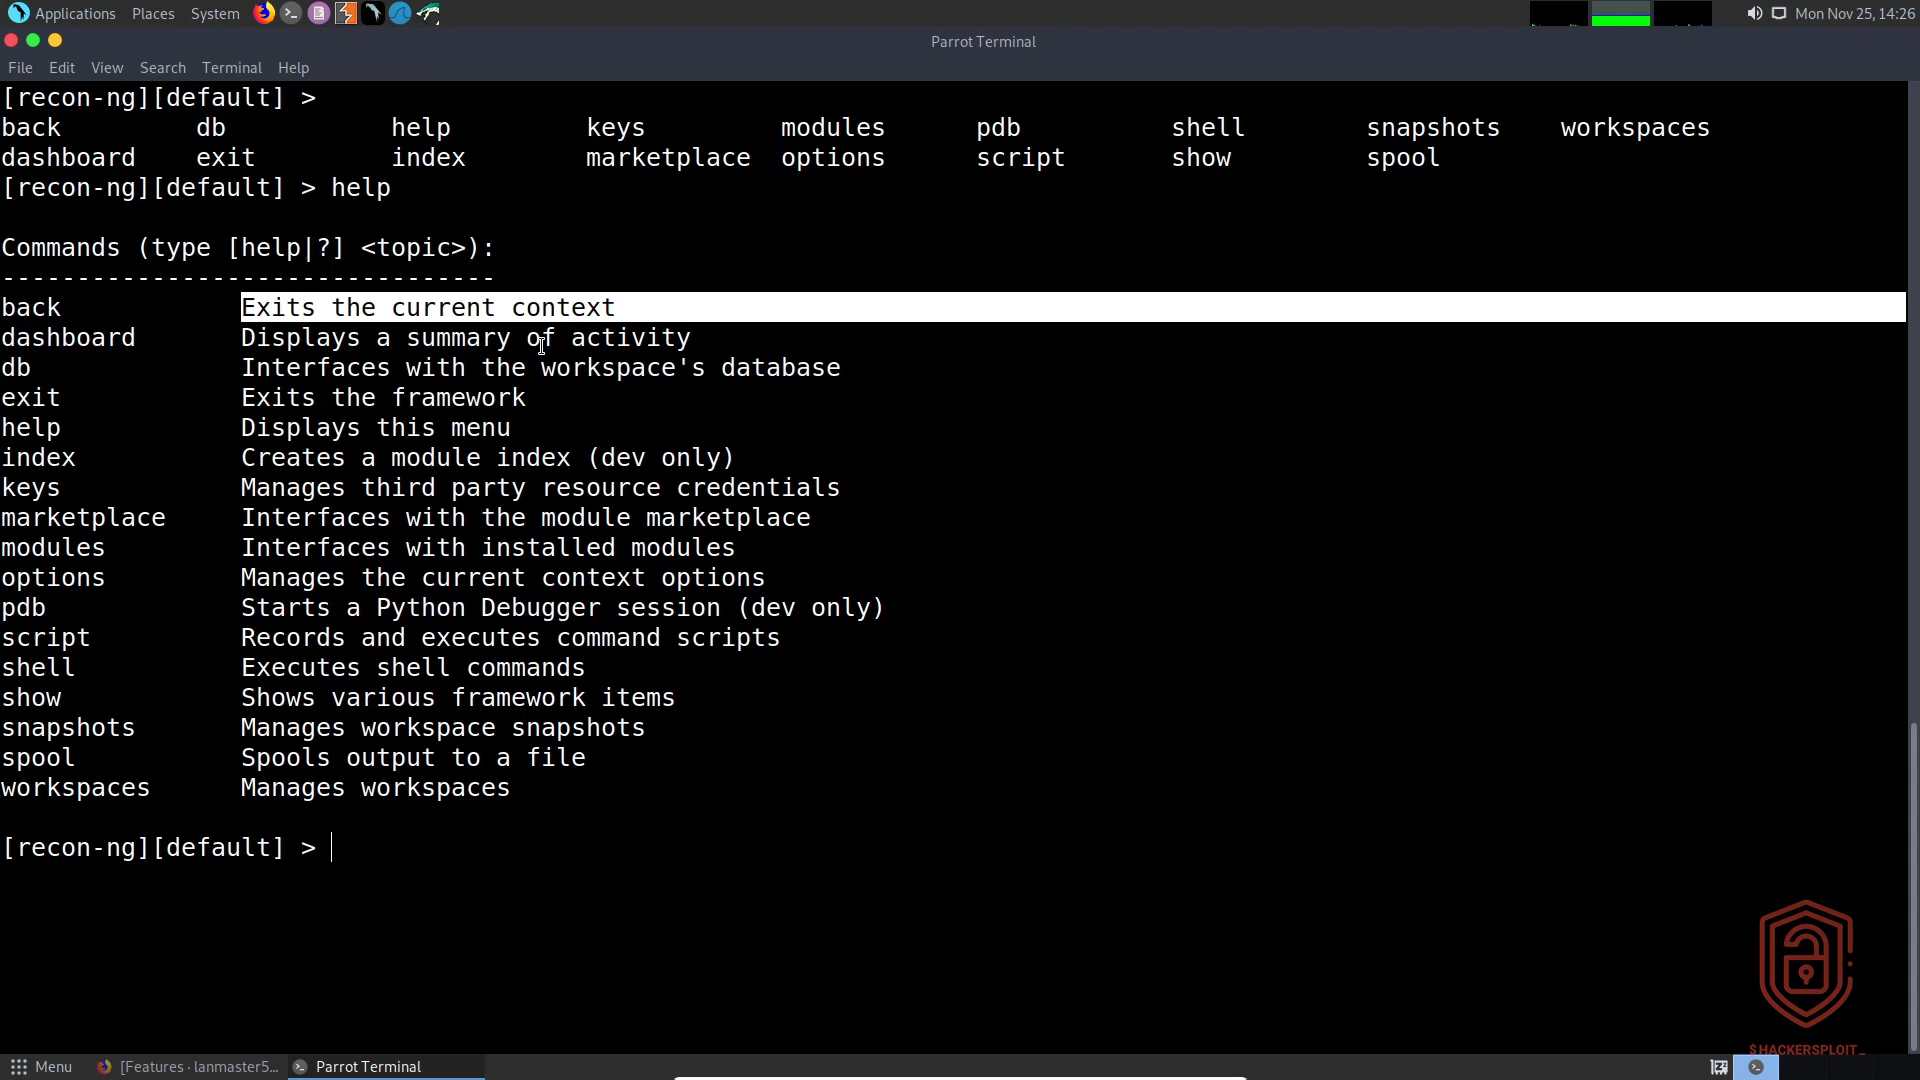 Applications Places System Mon Nov 25, 14:26
Parrot Terminal
File Edit View Search Terminal Help
[recon-ng][default] >
back db help keys modules pdb shell snapshots workspaces
dashboard exit index marketplace options script show spool
[recon-ng][default] > help
Commands (type [help|?] <topic>):
---------------------------------
back Exits the current context
dashboard Displays a summary of activity
db Interfaces with the workspace's database
exit Exits the framework
help Displays this menu
index Creates a module index (dev only)
keys Manages third party resource credentials
marketplace Interfaces with the module marketplace
modules Interfaces with installed modules
options Manages the current context options
pdb Starts a Python Debugger session (dev only)
script Records and executes command scripts
shell Executes shell commands
show Shows various framework items
snapshots Manages workspace snapshots
spool Spools output to a file
workspaces Manages workspaces
[recon-ng][default] >
$HACKERSPLOIT_
Menu [Features · lanmaster5... Parrot Terminal